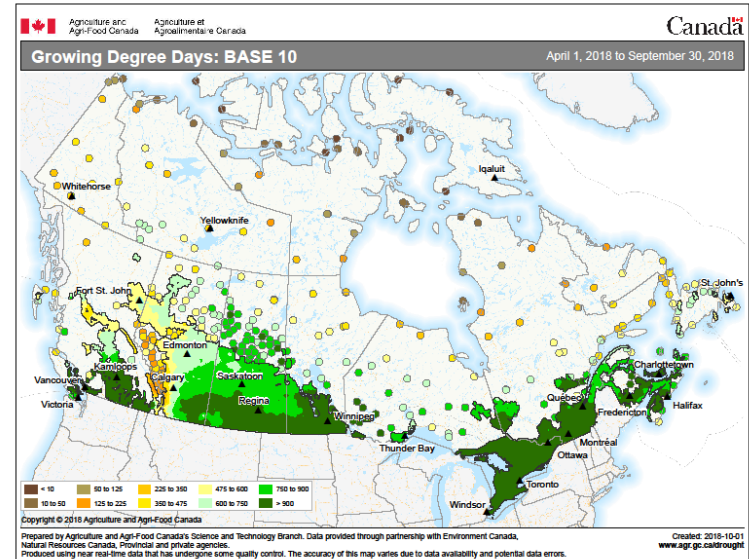 Agriculture and Agriculture et
Agri-Food Canada Agroalimentaire Canada
Canada
Growing Degree Days: BASE 10 April 1, 2018 to September 30, 2018
Iqaluit
Whitehorse
Yellowknife
Fort St. John
St. John's
Edmonton
Kamloops
Charlottetown
Vancouver
Calgary
Saskatoon
Québec
Victoria
Regina
Fredericton
Halifax
Winnipeg
Montréal
Thunder Bay
Ottawa
Toronto
Windsor
< 10 50 to 125 225 to 350 475 to 600 750 to 900
10 to 50 125 to 225 350 to 475 600 to 750 > 900
Copyright © 2018 Agriculture and Agri-Food Canada
Prepared by Agriculture and Agri-Food Canada's Science and Technology Branch. Data provided through partnership with Environment Canada,
Natural Resources Canada, Provincial and private agencies.
Produced using near real-time data that has undergone some quality control. The accuracy of this map varies due to data availability and potential data errors.
Created: 2018-10-01
www.agr.gc.ca/drought